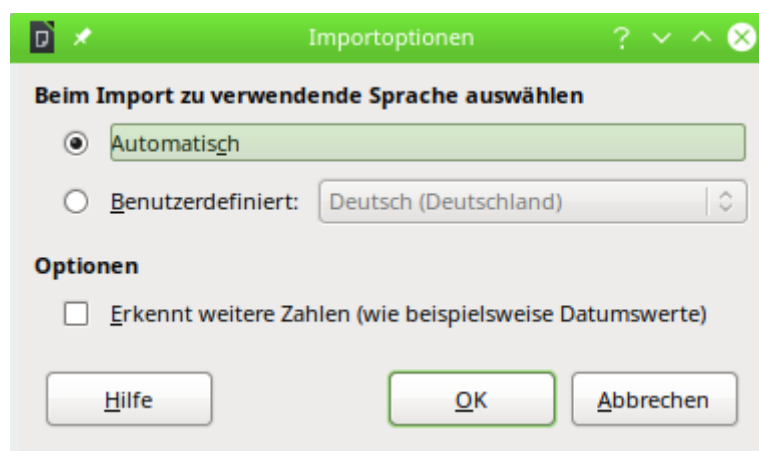 Importoptionen
Beim Import zu verwendende Sprache auswählen
Automatisch
Benutzerdefiniert: Deutsch (Deutschland)
Optionen
Erkennt weitere Zahlen (wie beispielsweise Datumswerte)
Hilfe OK Abbrechen